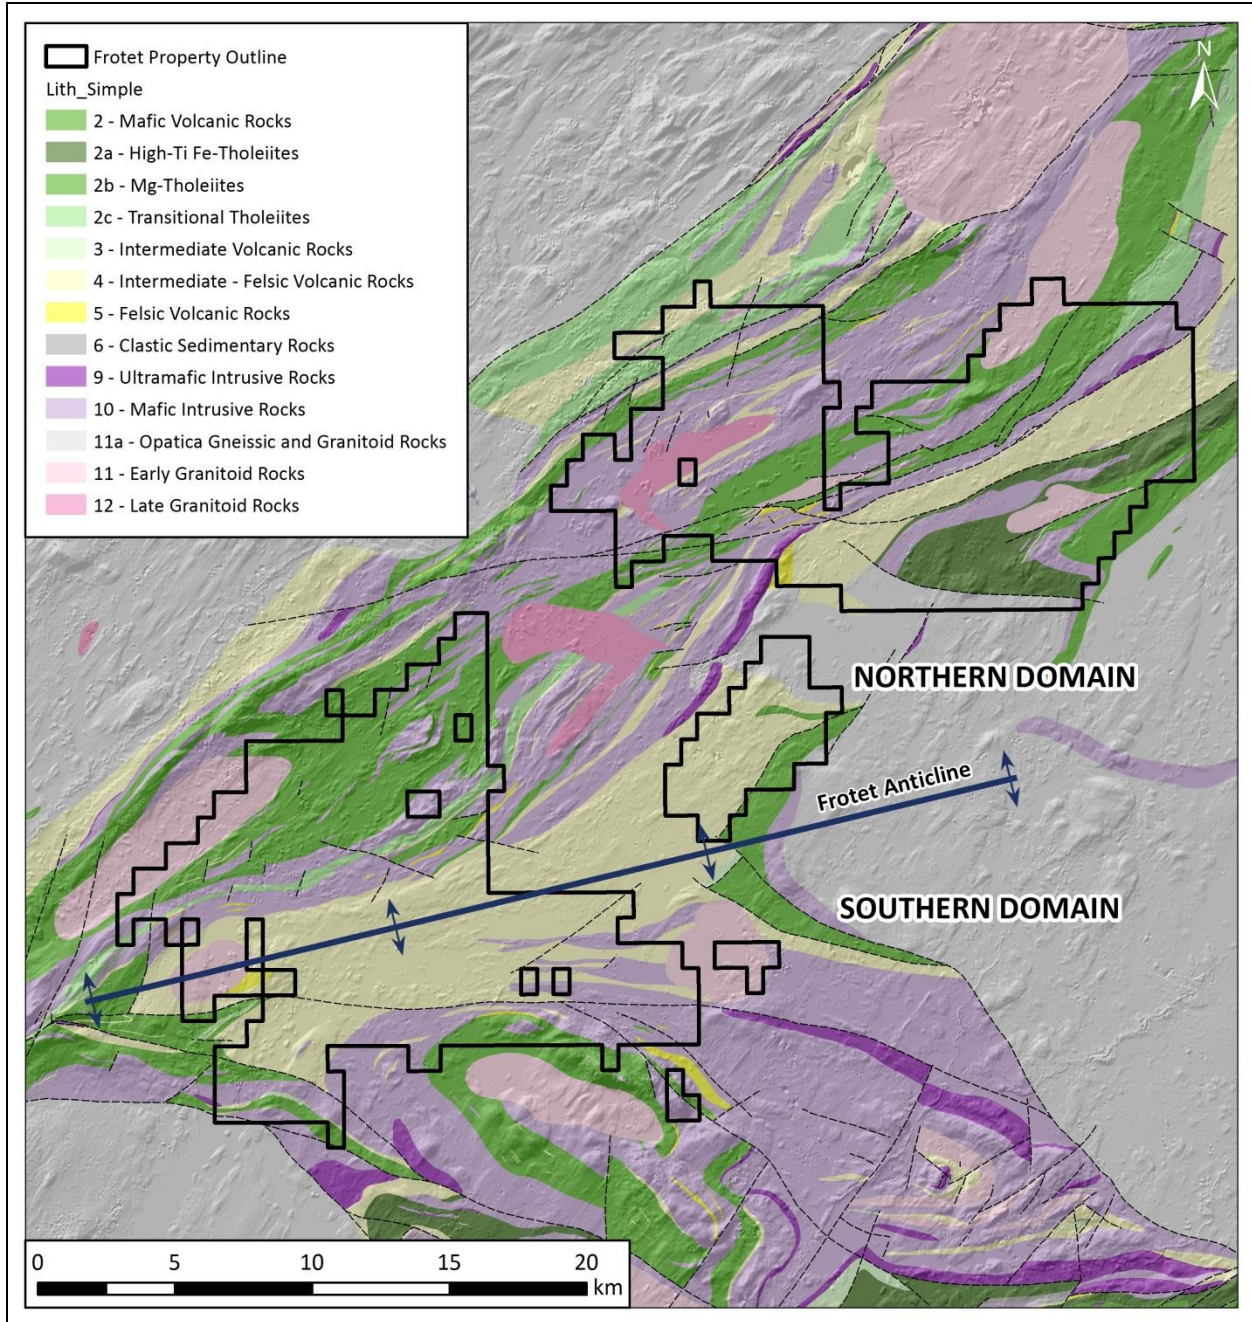 Frotet Property Outline
Lith_Simple
2 - Mafic Volcanic Rocks
2a - High-Ti Fe-Tholeiites
2b - Mg-Tholeiites
2c - Transitional Tholeiites
3 - Intermediate Volcanic Rocks
4 - Intermediate - Felsic Volcanic Rocks
5 - Felsic Volcanic Rocks
6 - Clastic Sedimentary Rocks
9 - Ultramafic Intrusive Rocks
10 - Mafic Intrusive Rocks
11a - Opatica Gneissic and Granitoid Rocks
11 - Early Granitoid Rocks
12 - Late Granitoid Rocks
N
NORTHERN DOMAIN
Frotet Anticline
SOUTHERN DOMAIN
0 5 10 15 20
km